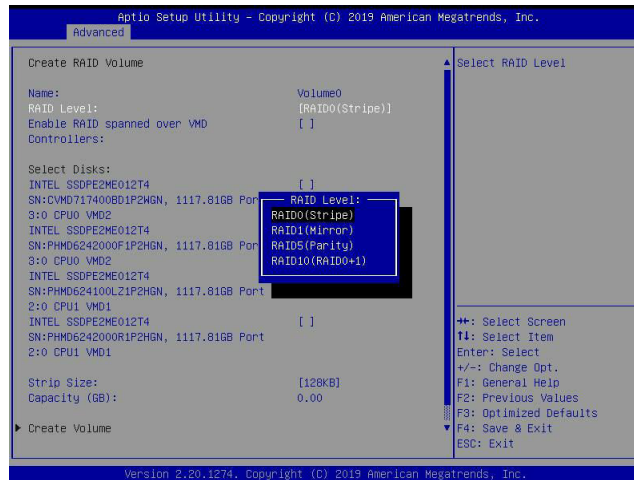 Aptio Setup Utility – Copyright (C) 2019 American Megatrends, Inc.
Advanced
Create RAID Volume
Name: Volume0
RAID Level: [RAID0(Stripe)]
Enable RAID spanned over VMD [ ]
Controllers:
Select Disks:
INTEL SSDPE2ME012T4 [ ]
SN:CVMD717400BD1P2WGN, 1117.81GB Por
3:0 CPU0 VMD2
INTEL SSDPE2ME012T4
SN:PHMD6242000F1P2HGN, 1117.81GB Por
3:0 CPU0 VMD2
INTEL SSDPE2ME012T4
SN:PHMD624100LZ1P2HGN, 1117.81GB Port
2:0 CPU1 VMD1
INTEL SSDPE2ME012T4 [ ]
SN:PHMD6242000R1P2HGN, 1117.81GB Port
2:0 CPU1 VMD1
Strip Size: [128KB]
Capacity (GB): 0.00
Create Volume
RAID Level:
RAID0(Stripe)
RAID1(Mirror)
RAID5(Parity)
RAID10(RAID0+1)
Select RAID Level
→←: Select Screen
↑↓: Select Item
Enter: Select
+/-: Change Opt.
F1: General Help
F2: Previous Values
F3: Optimized Defaults
F4: Save & Exit
ESC: Exit
Version 2.20.1274. Copyright (C) 2019 American Megatrends, Inc.